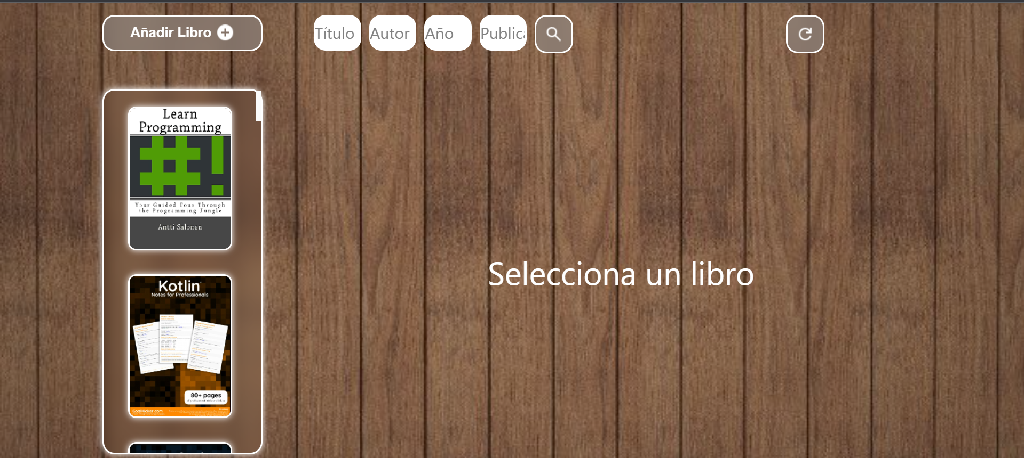 Añadir Libro
Título
Autor
Año
Public
Learn
Programming
#!
Your Guided Tour Through
the Programming Jungle
Antti Salonen
Kotlin
Notes for Professionals
80+ pages
Selecciona un libro